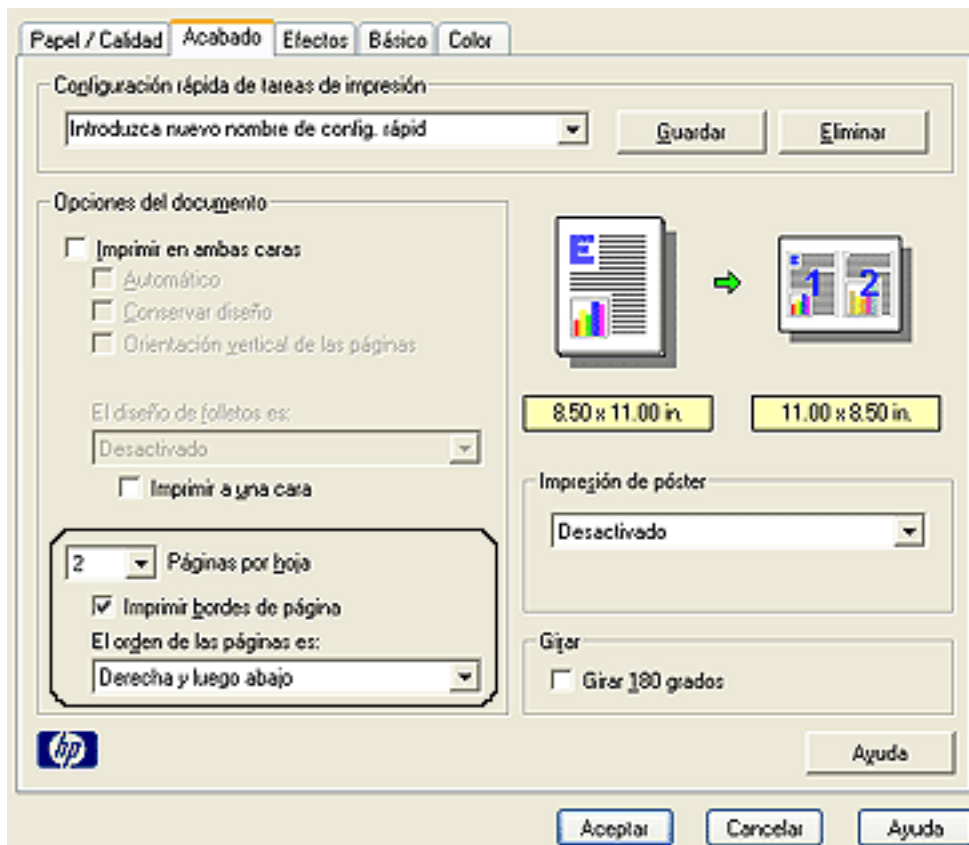 Papel / Calidad Acabado Efectos Básico Color
Configuración rápida de tareas de impresión
Introduzca nuevo nombre de config. rápid Guardar Eliminar
Opciones del documento
Imprimir en ambas caras
Automático
Conservar diseño
Orientación vertical de las páginas
El diseño de folletos es:
Desactivado
Imprimir a una cara
2 Páginas por hoja
Imprimir bordes de página
El orden de las páginas es:
Derecha y luego abajo
E
E 1 2
8.50 x 11.00 in. 11.00 x 8.50 in.
Impresión de póster
Desactivado
Girar
Girar 180 grados
hp
Ayuda
Aceptar Cancelar Ayuda